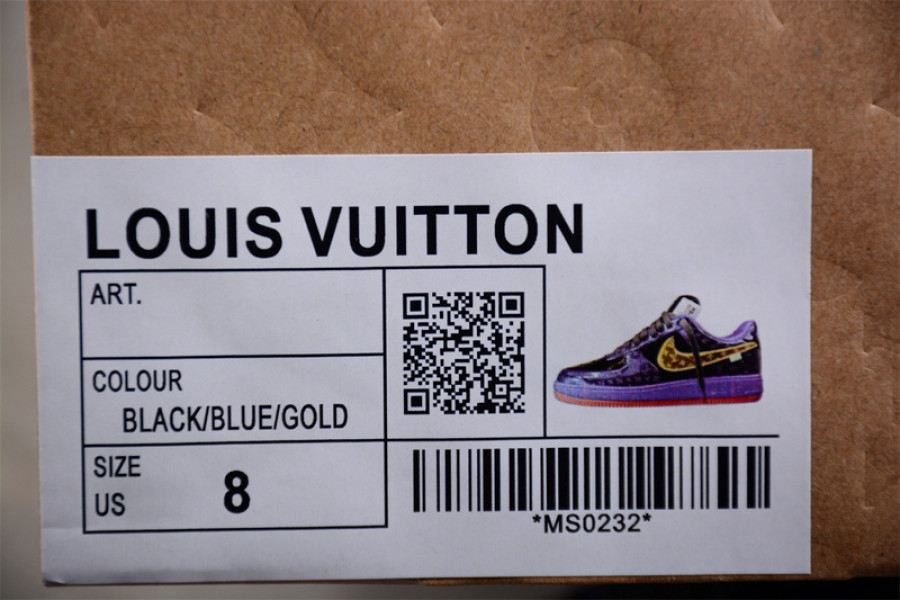 LOUIS VUITTON
ART.
COLOUR
BLACK/BLUE/GOLD
SIZE
US
8
*MS0232*